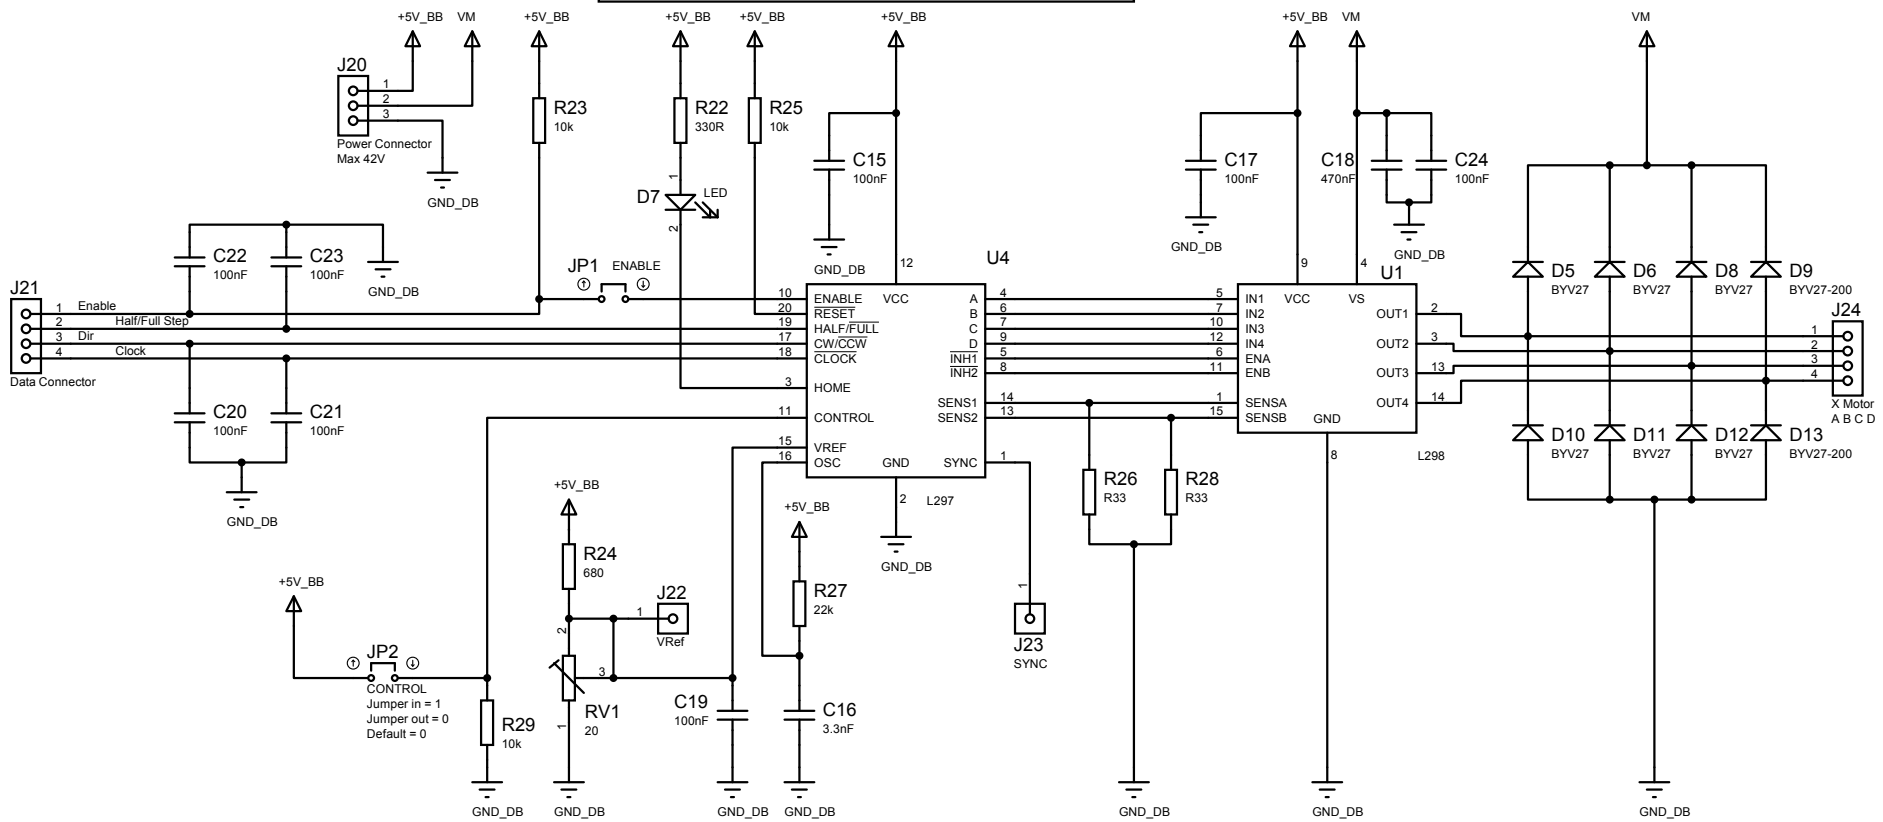 +5V_BB VM +5V_BB +5V_BB +5V_BB +5V_BB +5V_BB VM VM
J20
1
2
3
Power Connector
Max 42V
GND_DB
R23
10k
R22
330R
R25
10k
C15
100nF
GND_DB
C17
100nF
GND_DB
C18
470nF
C24
100nF
GND_DB
1
D7
LED
2
C22
100nF
C23
100nF
GND_DB
JP1
ENABLE
J21
1 Enable
2 Half/Full Step
3 Dir
4 Clock
Data Connector
C20
100nF
C21
100nF
GND_DB
U4
12
VCC
10 ENABLE
20 RESET
19 HALF/FULL
17 CW/CCW
18 CLOCK
3 HOME
11 CONTROL
15 VREF
16 OSC
GND
2
A 4
B 6
C 7
D 9
INH1 5
INH2 8
SENS1 14
SENS2 13
SYNC 1
L297
GND_DB
U1
9
VCC
4
VS
5 IN1
7 IN2
10 IN3
12 IN4
6 ENA
11 ENB
1 SENSA
15 SENSB
GND
8
OUT1 2
OUT2 3
OUT3 13
OUT4 14
L298
GND_DB
D5
BYV27
D6
BYV27
D8
BYV27
D9
BYV27-200
D10
BYV27
D11
BYV27
D12
BYV27
D13
BYV27-200
GND_DB
J24
1
2
3
4
X Motor
A B C D
R26
R33
R28
R33
GND_DB
1
J23
SYNC
+5V_BB
R24
680
2
3
1
RV1
20
GND_DB
1
J22
VRef
C19
100nF
GND_DB
+5V_BB
R27
22k
C16
3.3nF
GND_DB
+5V_BB
JP2
CONTROL
Jumper in = 1
Jumper out = 0
Default = 0
R29
10k
GND_DB